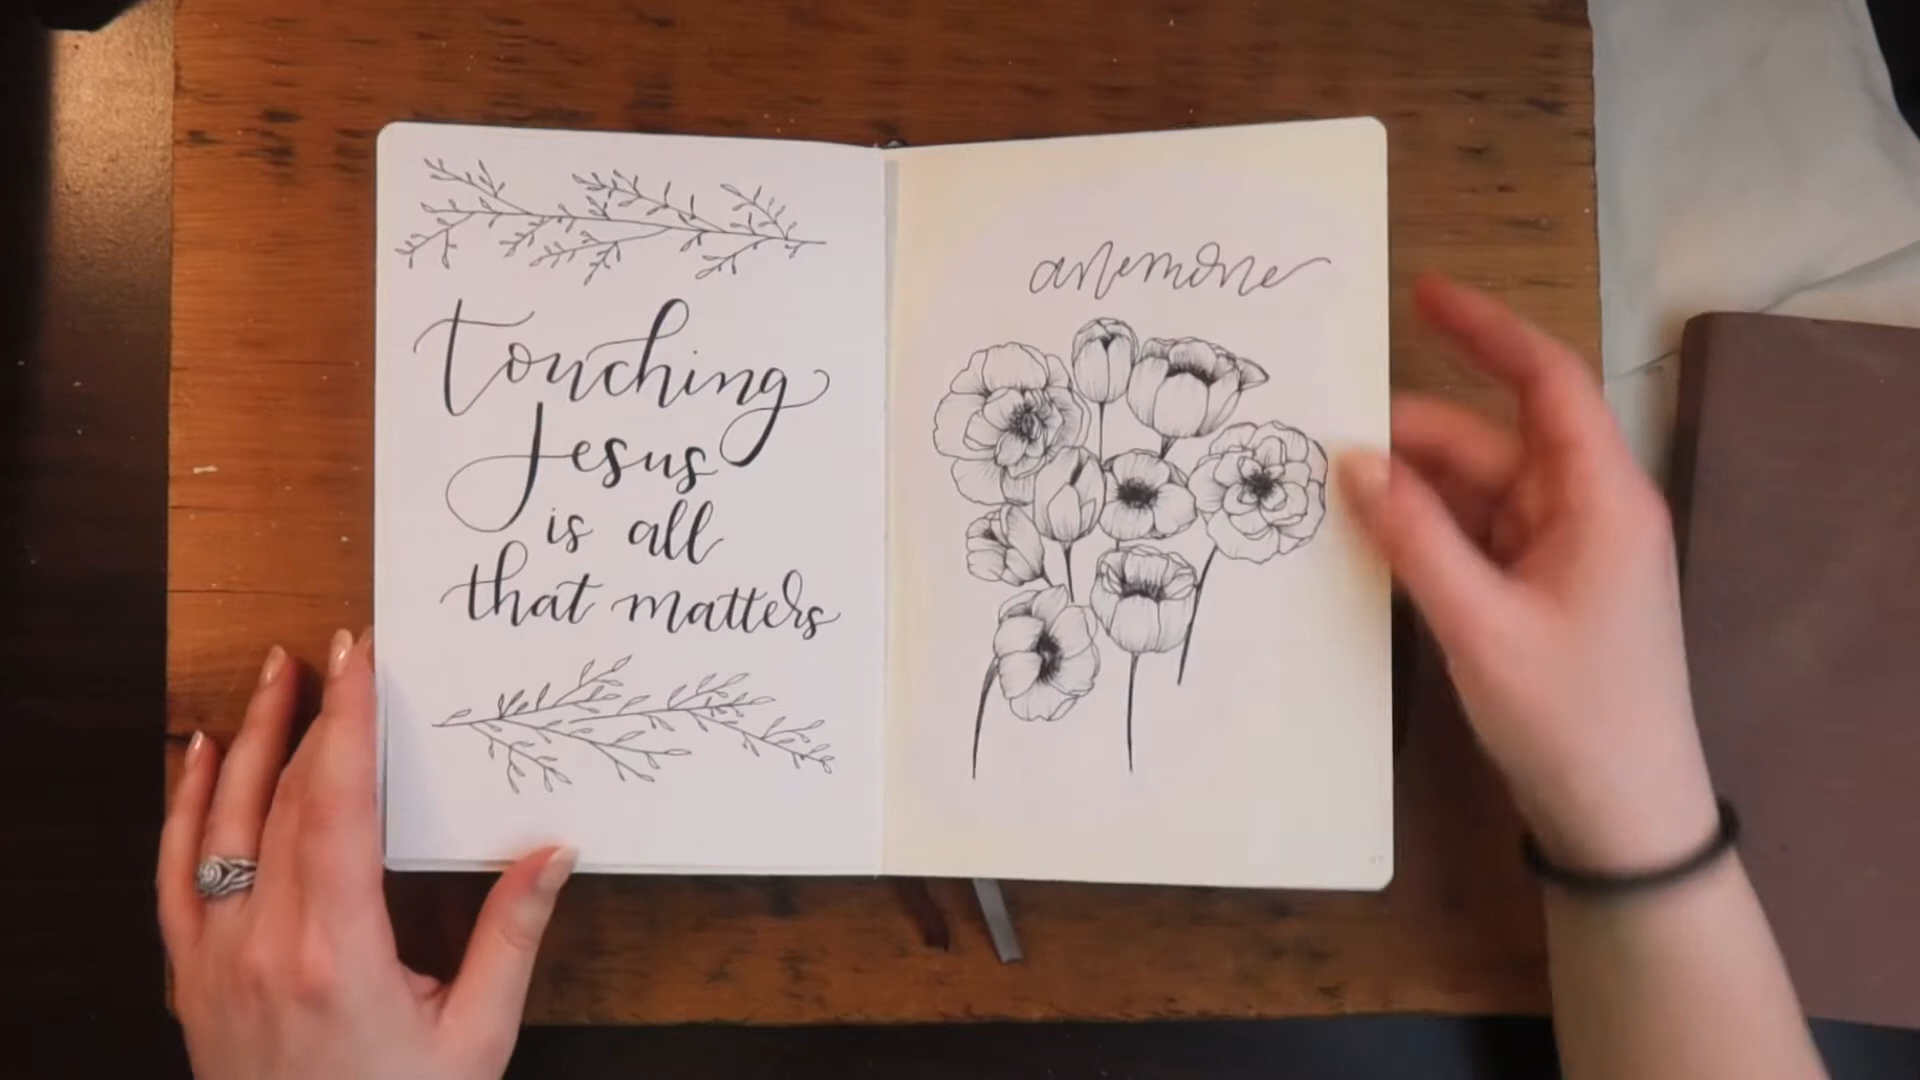 touching
Jesus
is all
that matters
anemone